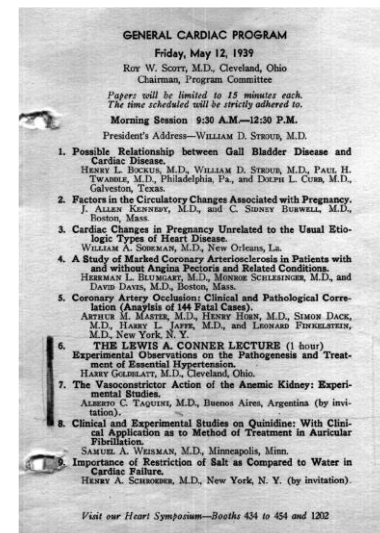 GENERAL CARDIAC PROGRAM
Friday, May 12, 1939
ROY W. SCOTT, M.D., Cleveland, Ohio
Chairman, Program Committee
Papers will be limited to 15 minutes each.
The time scheduled will be strictly adhered to.
Morning Session 9:30 A.M.—12:30 P.M.
President's Address—WILLIAM D. STROUD, M.D.
1. Possible Relationship between Gall Bladder Disease and
Cardiac Disease.
HENRY L. BOCKUS, M.D., WILLIAM D. STROUD, M.D., PAUL H.
TWADDLE, M.D., Philadelphia, Pa., and DOLPH L. CURB, M.D.,
Galveston, Texas.
2. Factors in the Circulatory Changes Associated with Pregnancy.
J. ALLEN KENNEDY, M.D., and C. SIDNEY BURWELL, M.D.,
Boston, Mass.
3. Cardiac Changes in Pregnancy Unrelated to the Usual Etio-
logic Types of Heart Disease.
WILLIAM A. SODEMAN, M.D., New Orleans, La.
4. A Study of Marked Coronary Arteriosclerosis in Patients with
and without Angina Pectoris and Related Conditions.
HERRMAN L. BLUMGART, M.D., MONROE SCHLESINGER, M.D., and
DAVID DAVIS, M.D., Boston, Mass.
5. Coronary Artery Occlusion: Clinical and Pathological Corre-
lation (Anaylsis of 144 Fatal Cases).
ARTHUR M. MASTER, M.D., HENRY HORN, M.D., SIMON DACK,
M.D., HARRY L. JAFFE, M.D., and LEONARD FINKELSTEIN,
M.D., New York, N. Y.
6. THE LEWIS A. CONNER LECTURE (1 hour)
Experimental Observations on the Pathogenesis and Treat-
ment of Essential Hypertension.
HARRY GOLDBLATT, M.D., Cleveland, Ohio.
7. The Vasoconstrictor Action of the Anemic Kidney: Experi-
mental Studies.
ALBERTO C. TAQUINI, M.D., Buenos Aires, Argentina (by invi-
tation).
8. Clinical and Experimental Studies on Quinidine: With Clini-
cal Application as to Method of Treatment in Auricular
Fibrillation.
SAMUEL A. WEISMAN, M.D., Minneapolis, Minn.
9. Importance of Restriction of Salt as Compared to Water in
Cardiac Failure.
HENRY A. SCHROEDER, M.D., New York, N. Y. (by invitation).
Visit our Heart Symposium—Booths 434 to 454 and 1202